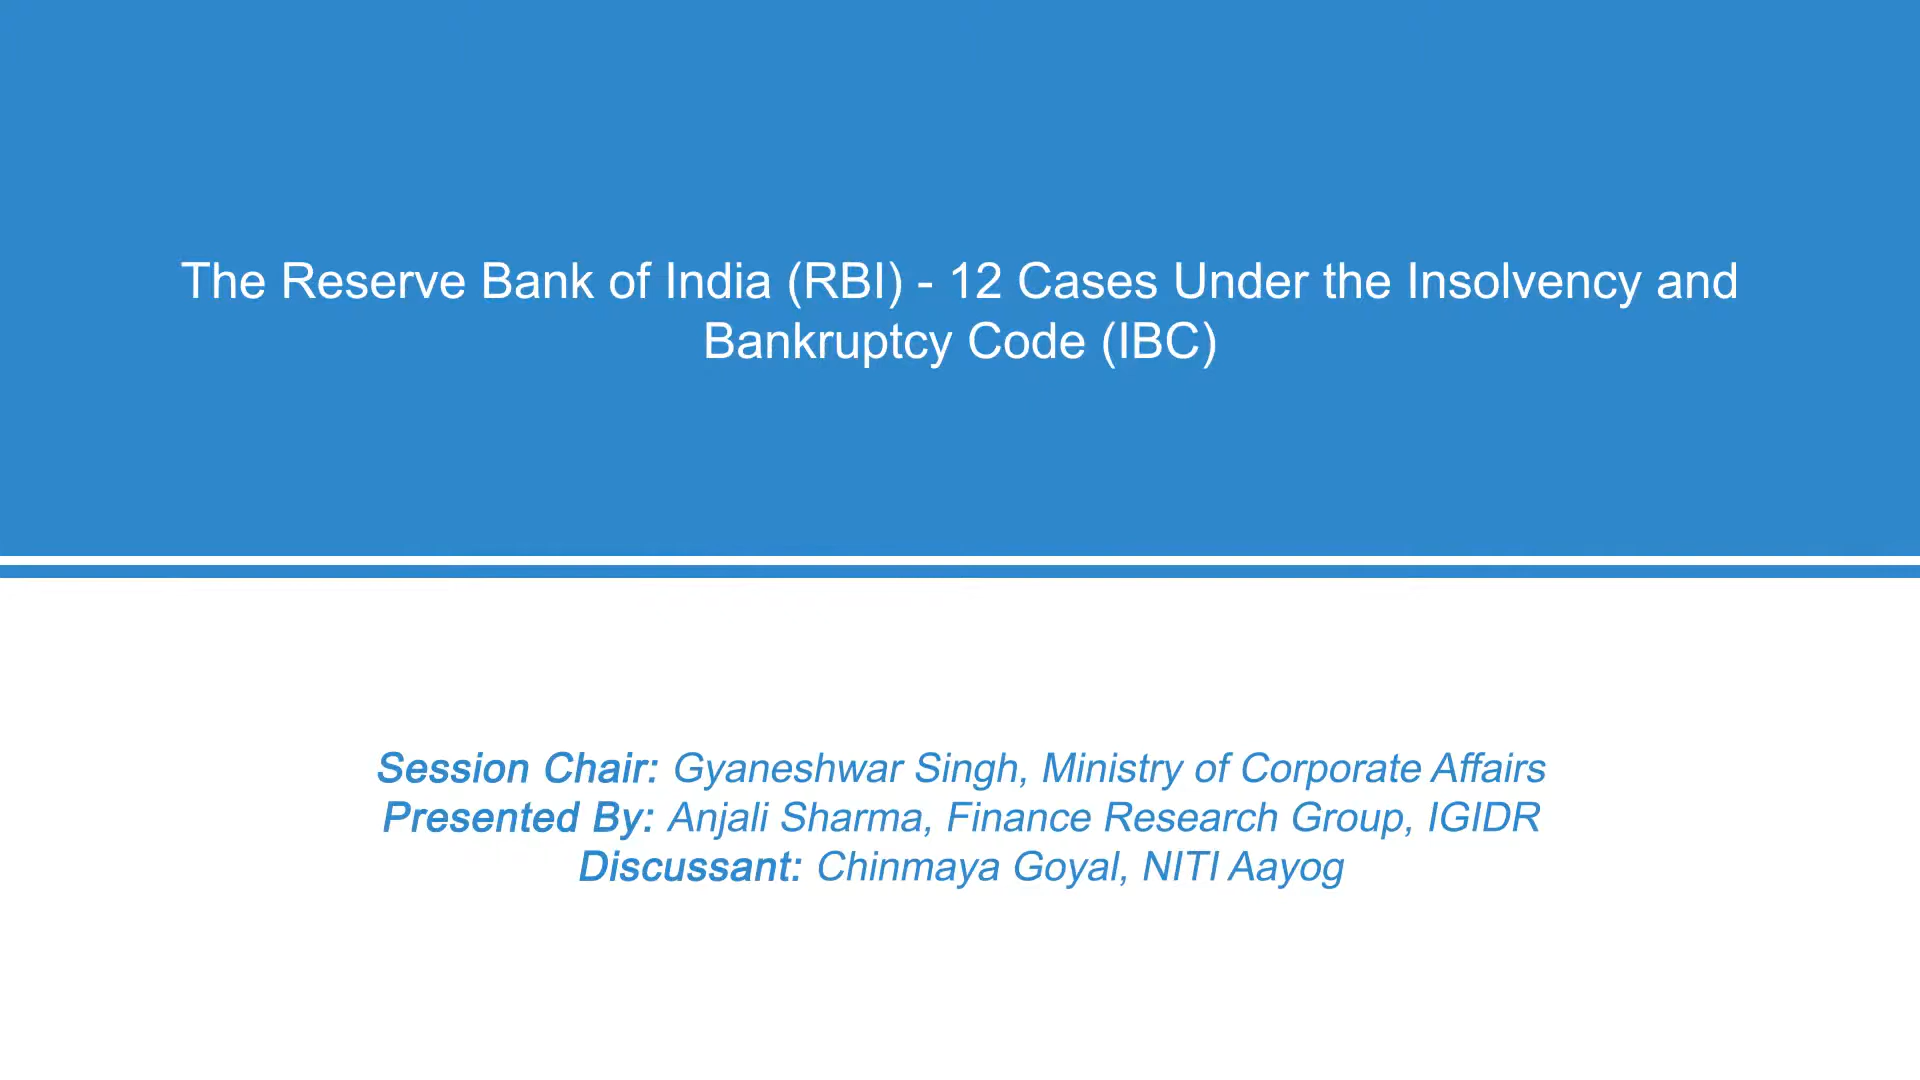 The Reserve Bank of India (RBI) - 12 Cases Under the Insolvency and
Bankruptcy Code (IBC)
Session Chair: Gyaneshwar Singh, Ministry of Corporate Affairs
Presented By: Anjali Sharma, Finance Research Group, IGIDR
Discussant: Chinmaya Goyal, NITI Aayog